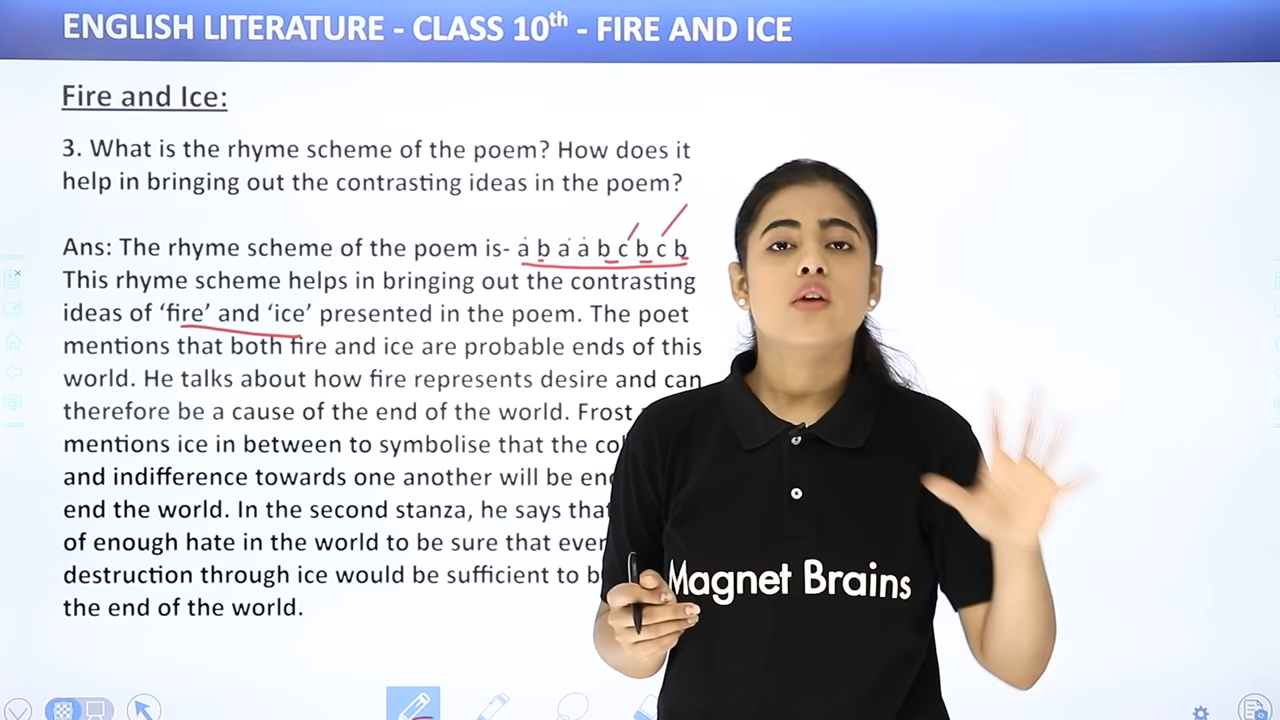 ENGLISH LITERATURE - CLASS 10th - FIRE AND ICE
Fire and Ice:
3. What is the rhyme scheme of the poem? How does it
help in bringing out the contrasting ideas in the poem?
Ans: The rhyme scheme of the poem is- a b a a b c b c b
This rhyme scheme helps in bringing out the contrasting
ideas of ‘fire’ and ‘ice’ presented in the poem. The poet
mentions that both fire and ice are probable ends of this
world. He talks about how fire represents desire and can
therefore be a cause of the end of the world. Frost
mentions ice in between to symbolise that the
and indifference towards one another will be
end the world. In the second stanza, he says
of enough hate in the world to be sure that
destruction through ice would be sufficient to
the end of the world.
Magnet Brains